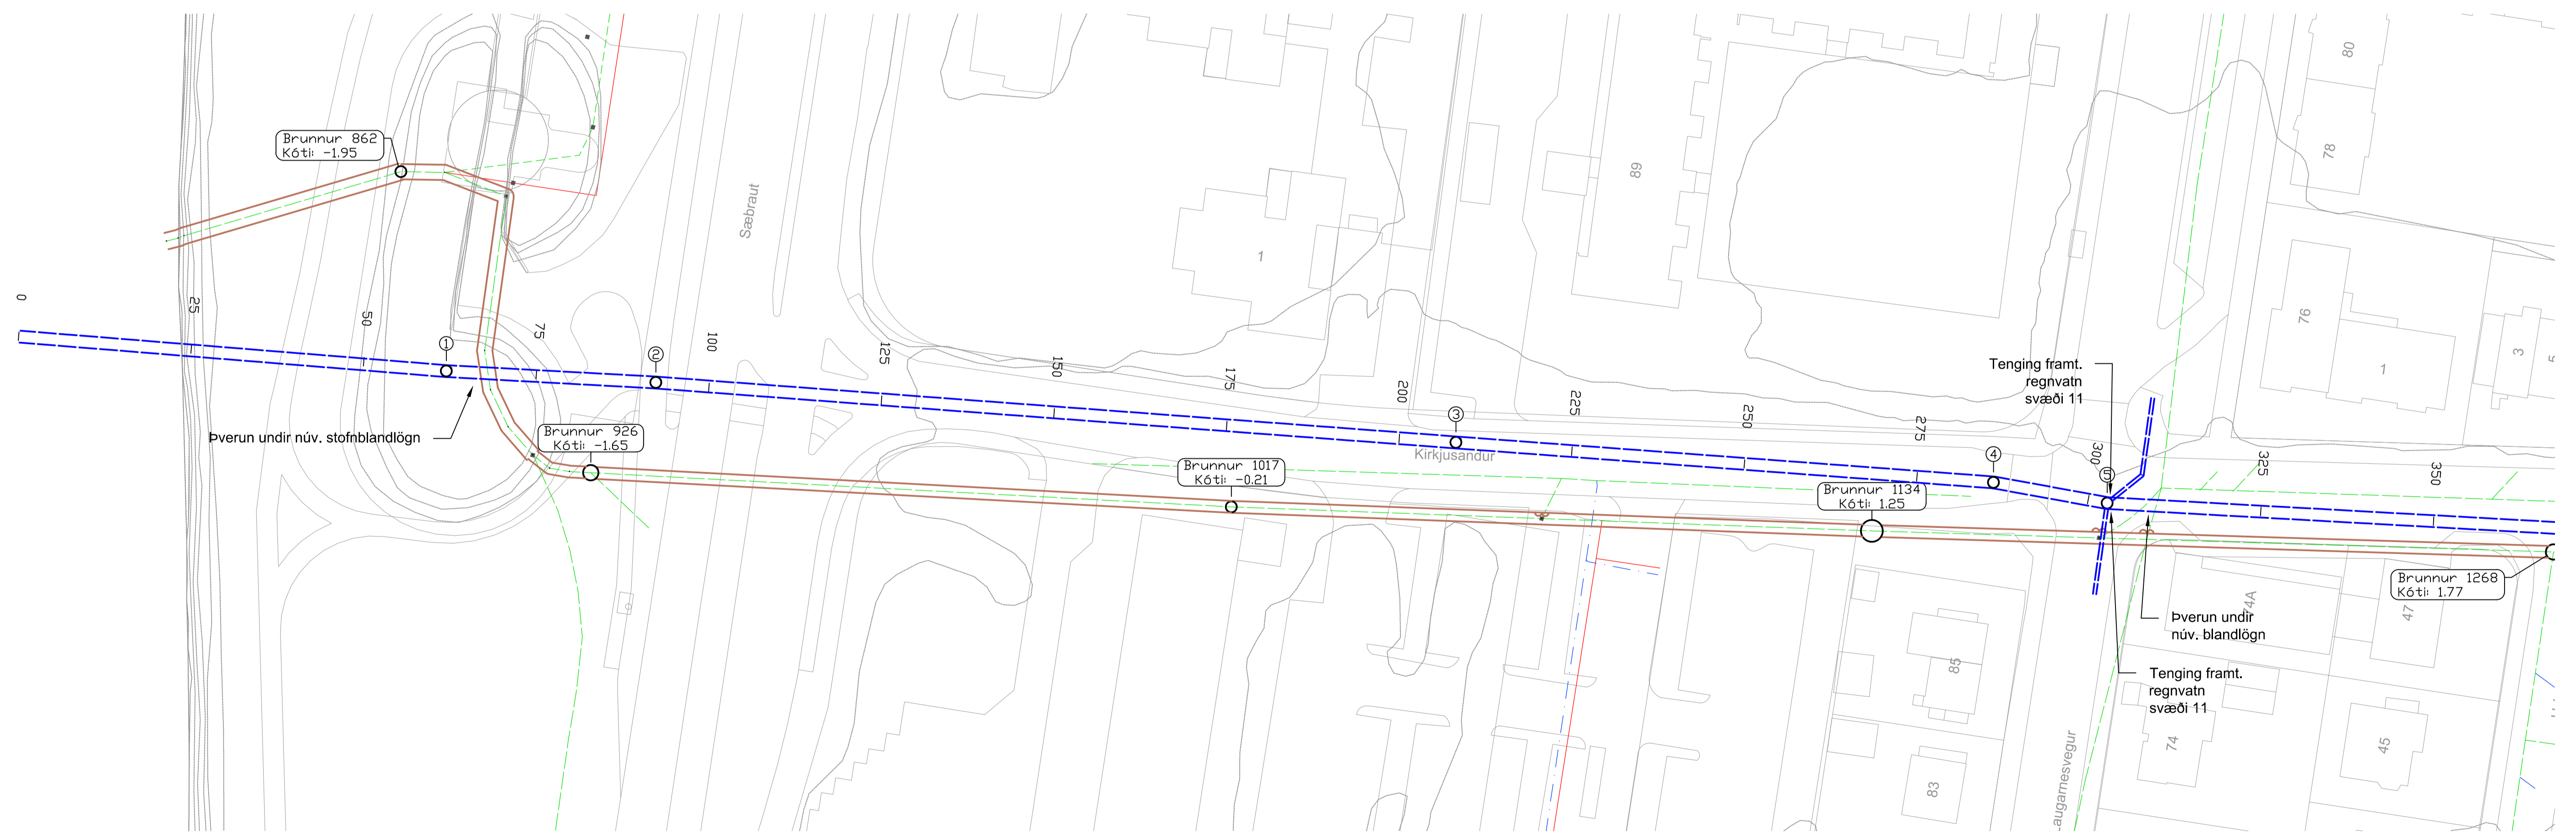 Brunnur 862
Kóti: -1.95
80
78
89
Sæbraut
1
0
25
50
75
100
125
150
175
200
225
250
275
300
325
350
76
1
3
1
2
3
4
5
Tenging framt.
regnvatn
svæði 11
Þverun undir núv. stofnblandlögn
Brunnur 926
Kóti: -1.65
Kirkjusandur
Brunnur 1017
Kóti: -0.21
Brunnur 1134
Kóti: 1.25
Brunnur 1268
Kóti: 1.77
74A
47
Þverun undir
núv. blandlögn
85
Tenging framt.
regnvatn
svæði 11
74
45
83
Laugarnesvegur